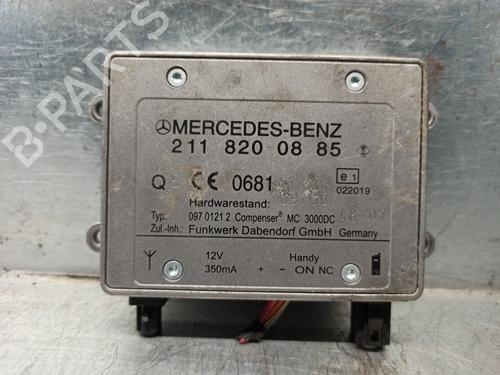 B-PARTS
MERCEDES-BENZ
211 820 08 85
Q CE 0681
e1
022019
Hardwarestand:
Typ: 097 0121 2 Compenser® MC 3000DC 48
Zul.-Inh.: Funkwerk Dabendorf GmbH Germany
12V Handy
350mA + - ON NC